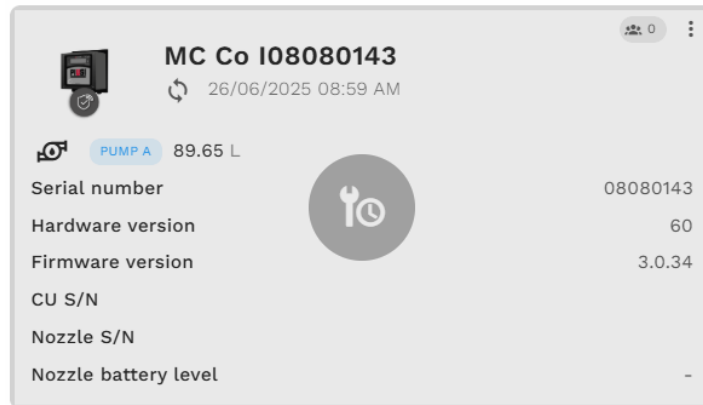 0
MC Co I08080143
26/06/2025 08:59 AM
PUMP A 89.65 L
Serial number 08080143
Hardware version 60
Firmware version 3.0.34
CU S/N
Nozzle S/N
Nozzle battery level -